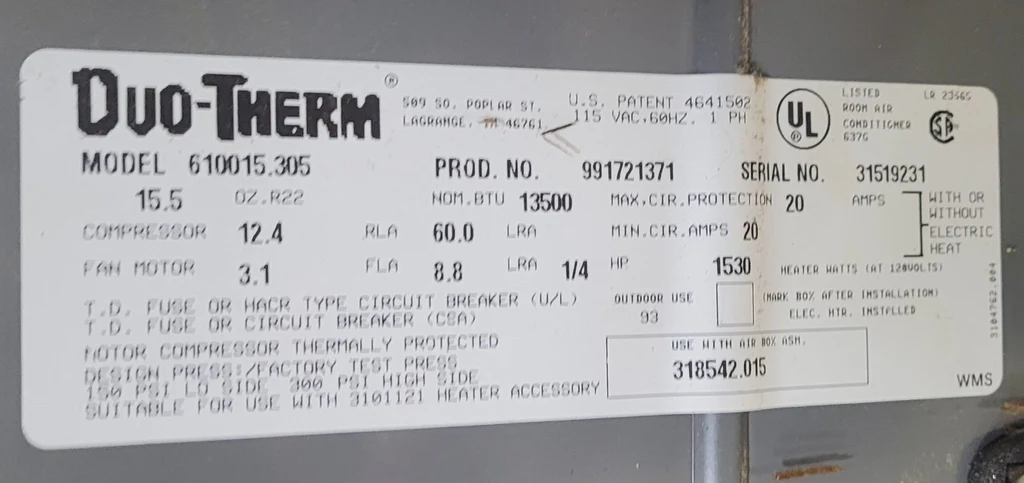 DUO-THERM ®
509 SO. POPLAR ST.
LAGRANGE, IN 46761
U.S. PATENT 4641502
115 VAC, 60HZ. 1 PH
UL ®
LISTED
ROOM AIR
CONDITIONER
637G
LR 23565
SA
MODEL 610015.305 PROD. NO. 991721371 SERIAL NO. 31519231
15.5 OZ.R22 NOM.BTU 13500 MAX.CIR.PROTECTION 20 AMPS
COMPRESSOR 12.4 RLA 60.0 LRA MIN.CIR.AMPS 20
WITH OR
WITHOUT
ELECTRIC
HEAT
FAN MOTOR 3.1 FLA 8.8 LRA 1/4 HP 1530 HEATER WATTS (AT 120VOLTS)
T.D. FUSE OR HACR TYPE CIRCUIT BREAKER (U/L)
T.D. FUSE OR CIRCUIT BREAKER (CSA)
OUTDOOR USE
93
(MARK BOX AFTER INSTALLATION)
ELEC. HTR. INSTALLED
MOTOR COMPRESSOR THERMALLY PROTECTED
DESIGN PRESS:/FACTORY TEST PRESS
150 PSI LO SIDE 300 PSI HIGH SIDE
SUITABLE FOR USE WITH 3101121 HEATER ACCESSORY
USE WITH AIR BOX ASM.
318542.015
3104762.004
WMS